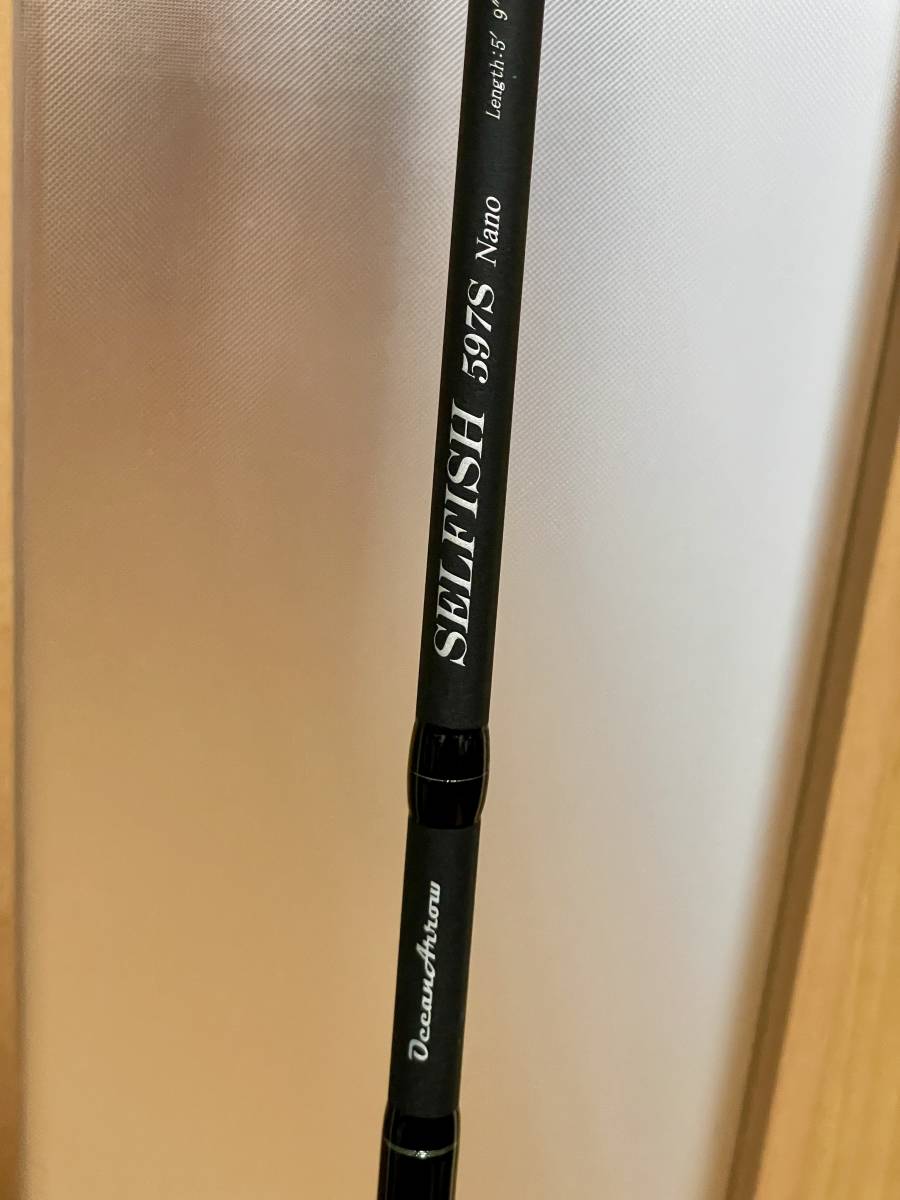 OceanArrow
SELFISH 597S Nano
Length:5′ 9″